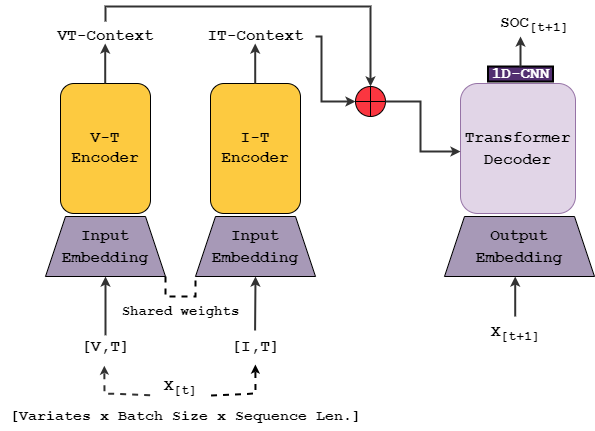 SOC[t+1]
VT-Context
IT-Context
1D-CNN
V-T
Encoder
I-T
Encoder
Transformer
Decoder
Input
Embedding
Input
Embedding
Output
Embedding
Shared weights
X[t+1]
[V,T]
[I,T]
X[t]
[Variates x Batch Size x Sequence Len.]